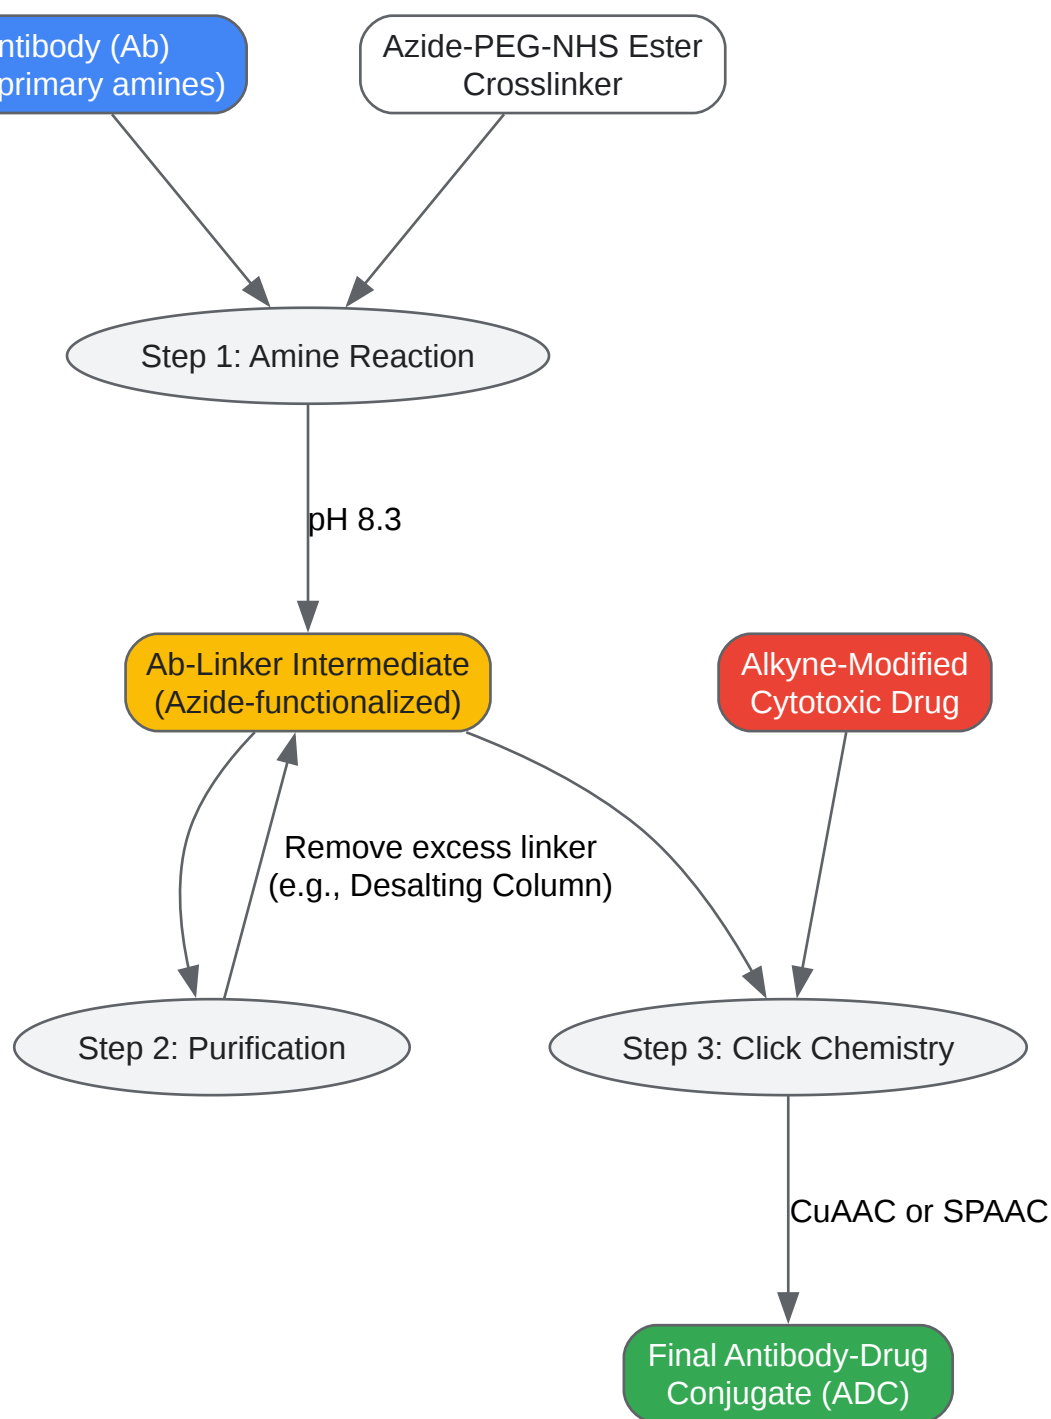 ntibody (Ab)
primary amines)
Azide-PEG-NHS Ester
Crosslinker
Step 1: Amine Reaction
pH 8.3
Ab-Linker Intermediate
(Azide-functionalized)
Alkyne-Modified
Cytotoxic Drug
Remove excess linker
(e.g., Desalting Column)
Step 2: Purification
Step 3: Click Chemistry
CuAAC or SPAAC
Final Antibody-Drug
Conjugate (ADC)